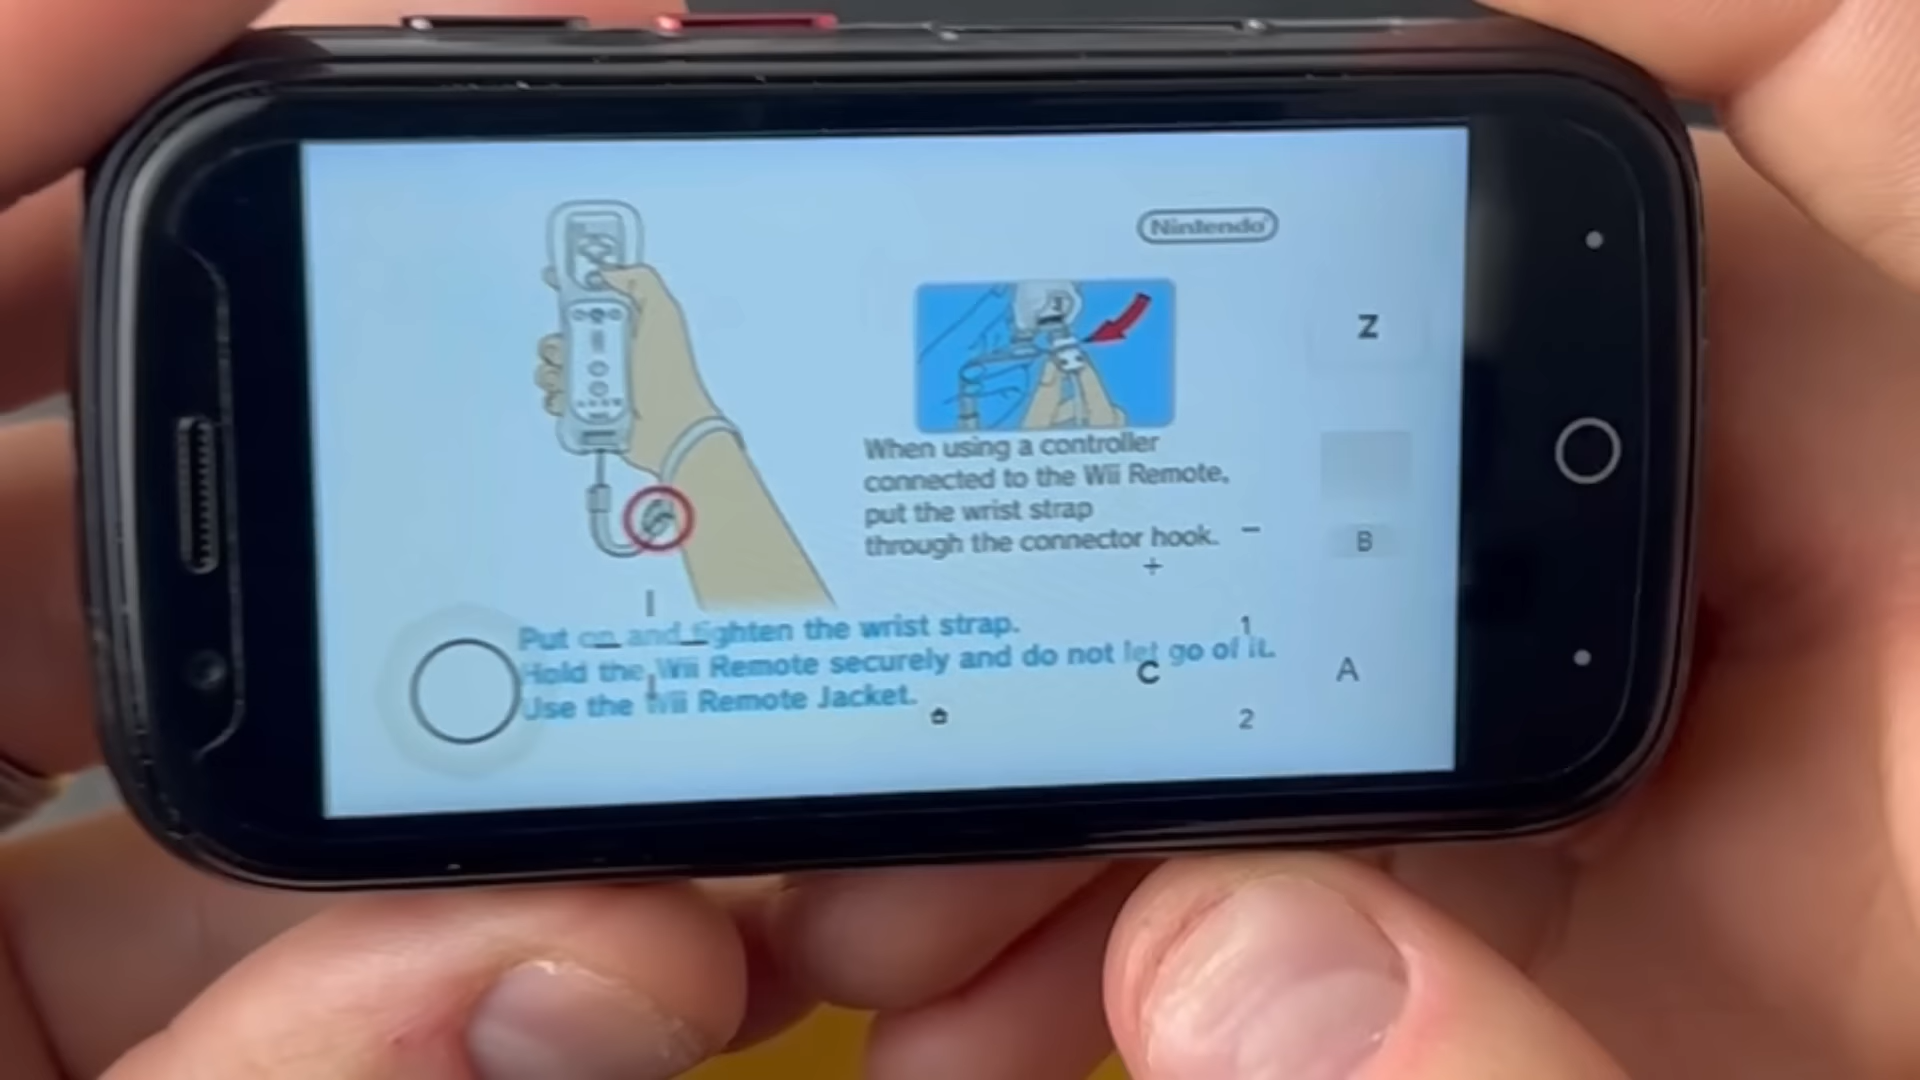 Nintendo
Z
When using a controller
connected to the Wii Remote,
put the wrist strap
through the connector hook.
-
B
+
Put on and tighten the wrist strap.
1
Hold the Wii Remote securely and do not let go of it.
C
A
Use the Wii Remote Jacket.
2